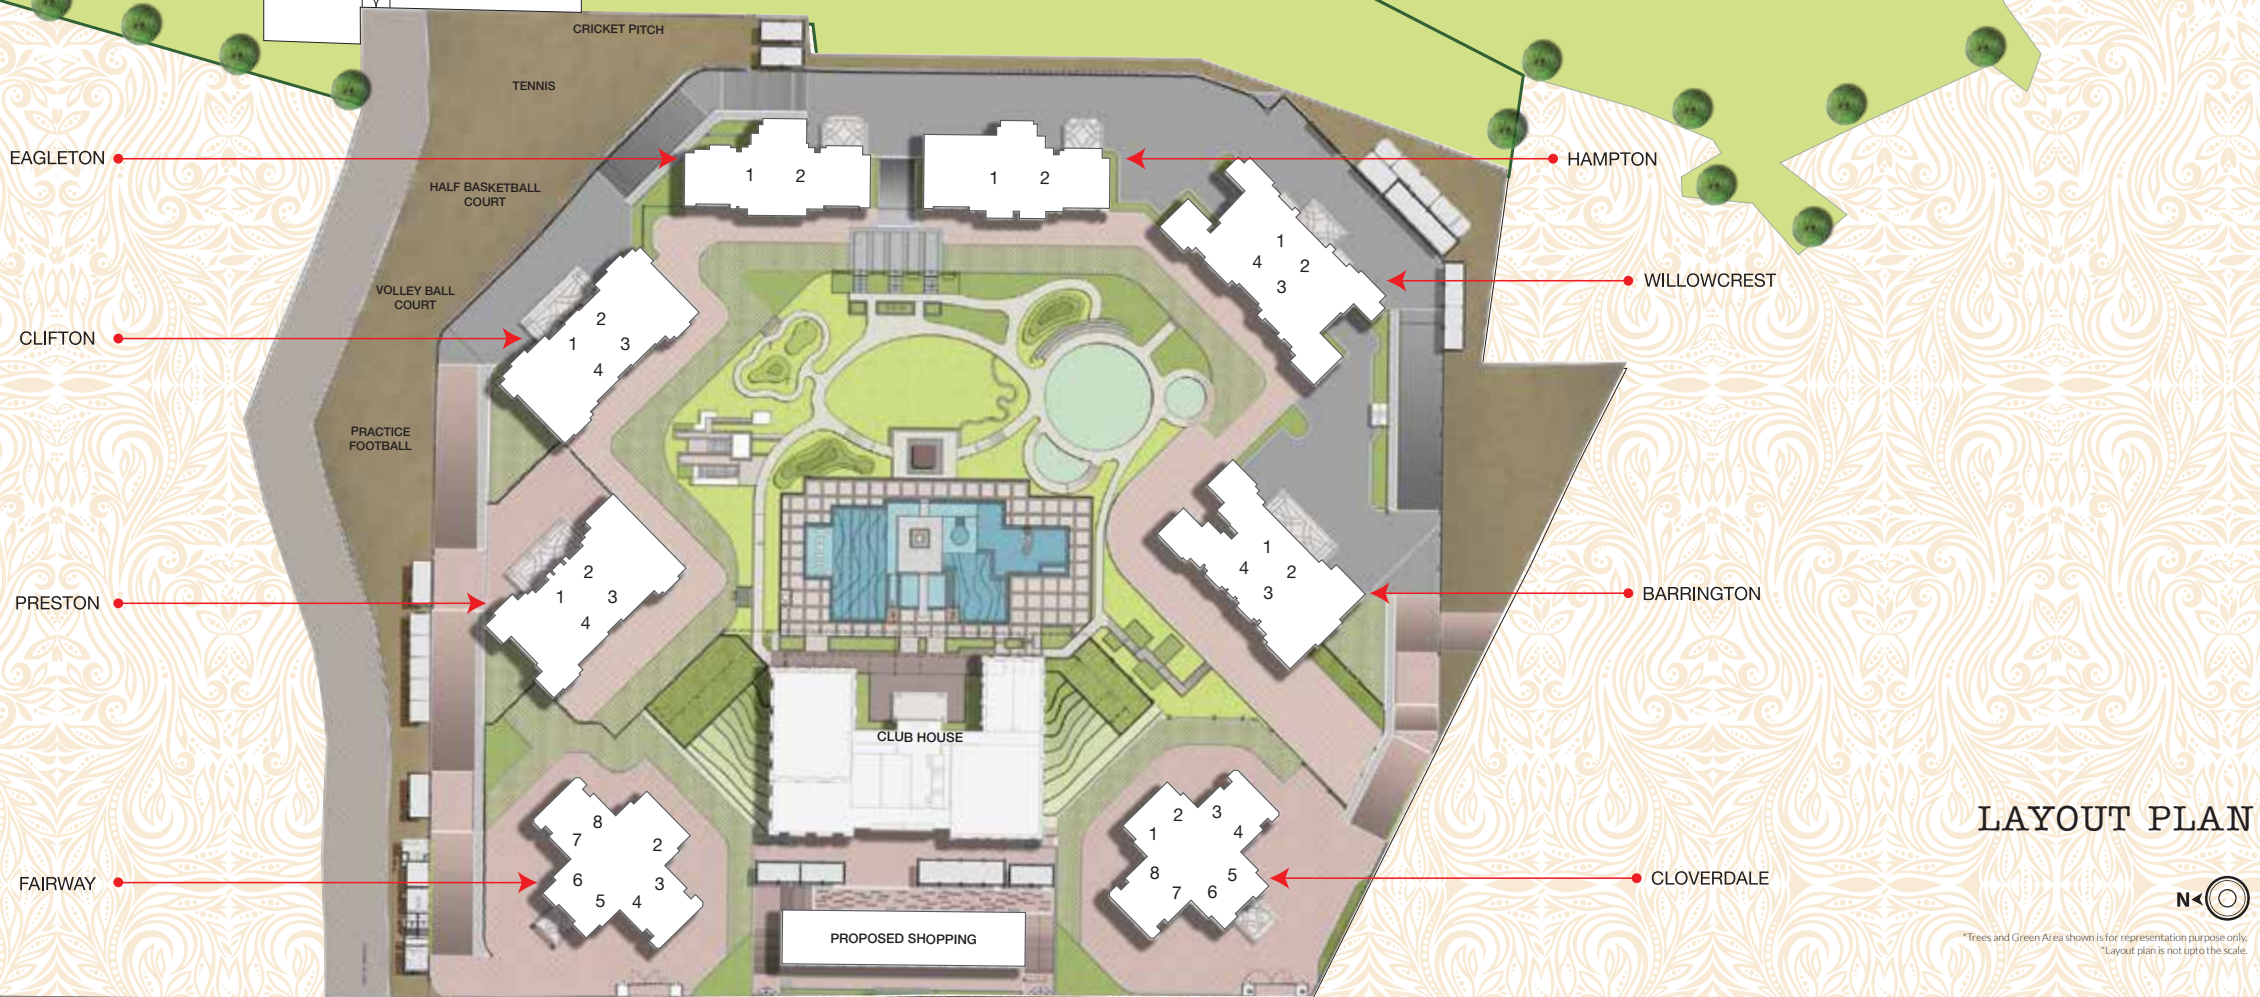 CRICKET PITCH
TENNIS
EAGLETON
1 2
1 2
HAMPTON
HALF BASKETBALL
COURT
1
4 2
3
WILLOWCREST
VOLLEY BALL
COURT
CLIFTON
2
1 3
4
PRACTICE
FOOTBALL
PRESTON
2
1 3
4
1
4 2
3
BARRINGTON
CLUB HOUSE
LAYOUT PLAN
FAIRWAY
8
7 2
6 3
5 4
2 3
1 4
8 5
7 6
CLOVERDALE
N
PROPOSED SHOPPING
*Trees and Green Area shown is for representation purpose only.
*Layout plan is not upto the scale.